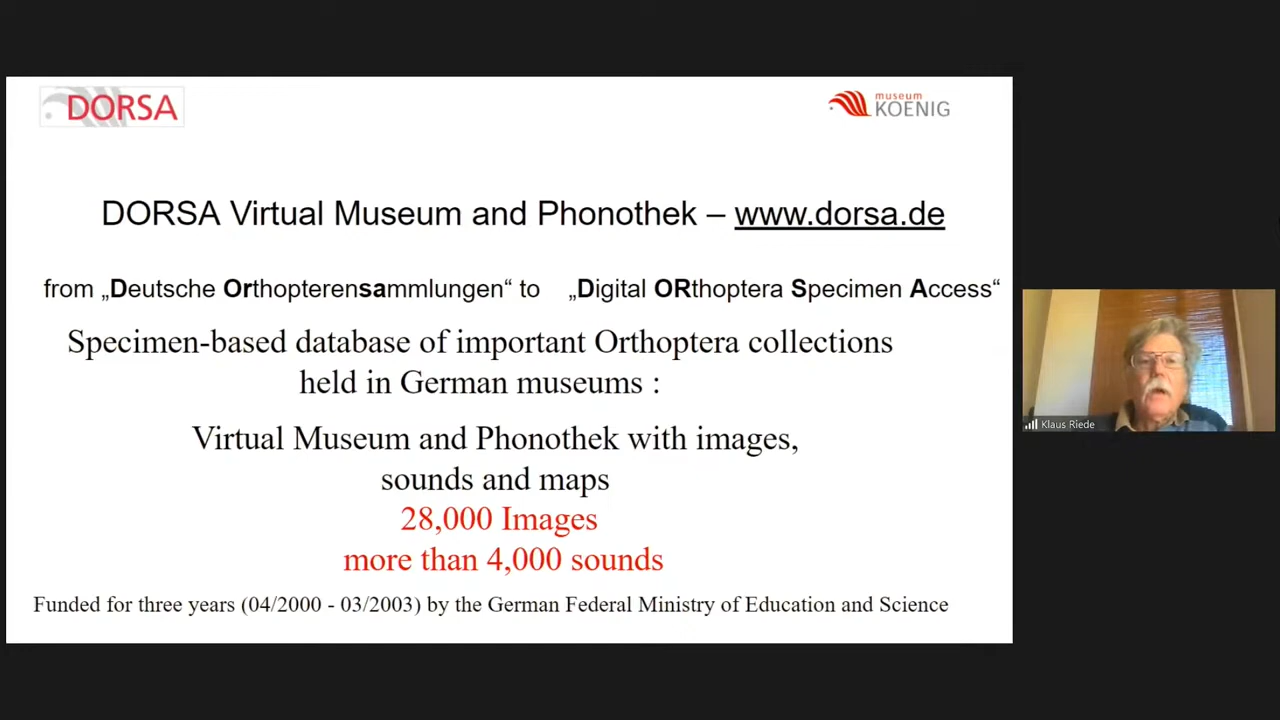 DORSA
museum
KOENIG
DORSA Virtual Museum and Phonothek – www.dorsa.de
from „Deutsche Orthopterensammlungen“ to „Digital ORthoptera Specimen Access“
Specimen-based database of important Orthoptera collections
held in German museums :
Virtual Museum and Phonothek with images,
sounds and maps
28,000 Images
more than 4,000 sounds
Funded for three years (04/2000 - 03/2003) by the German Federal Ministry of Education and Science
Klaus Riede